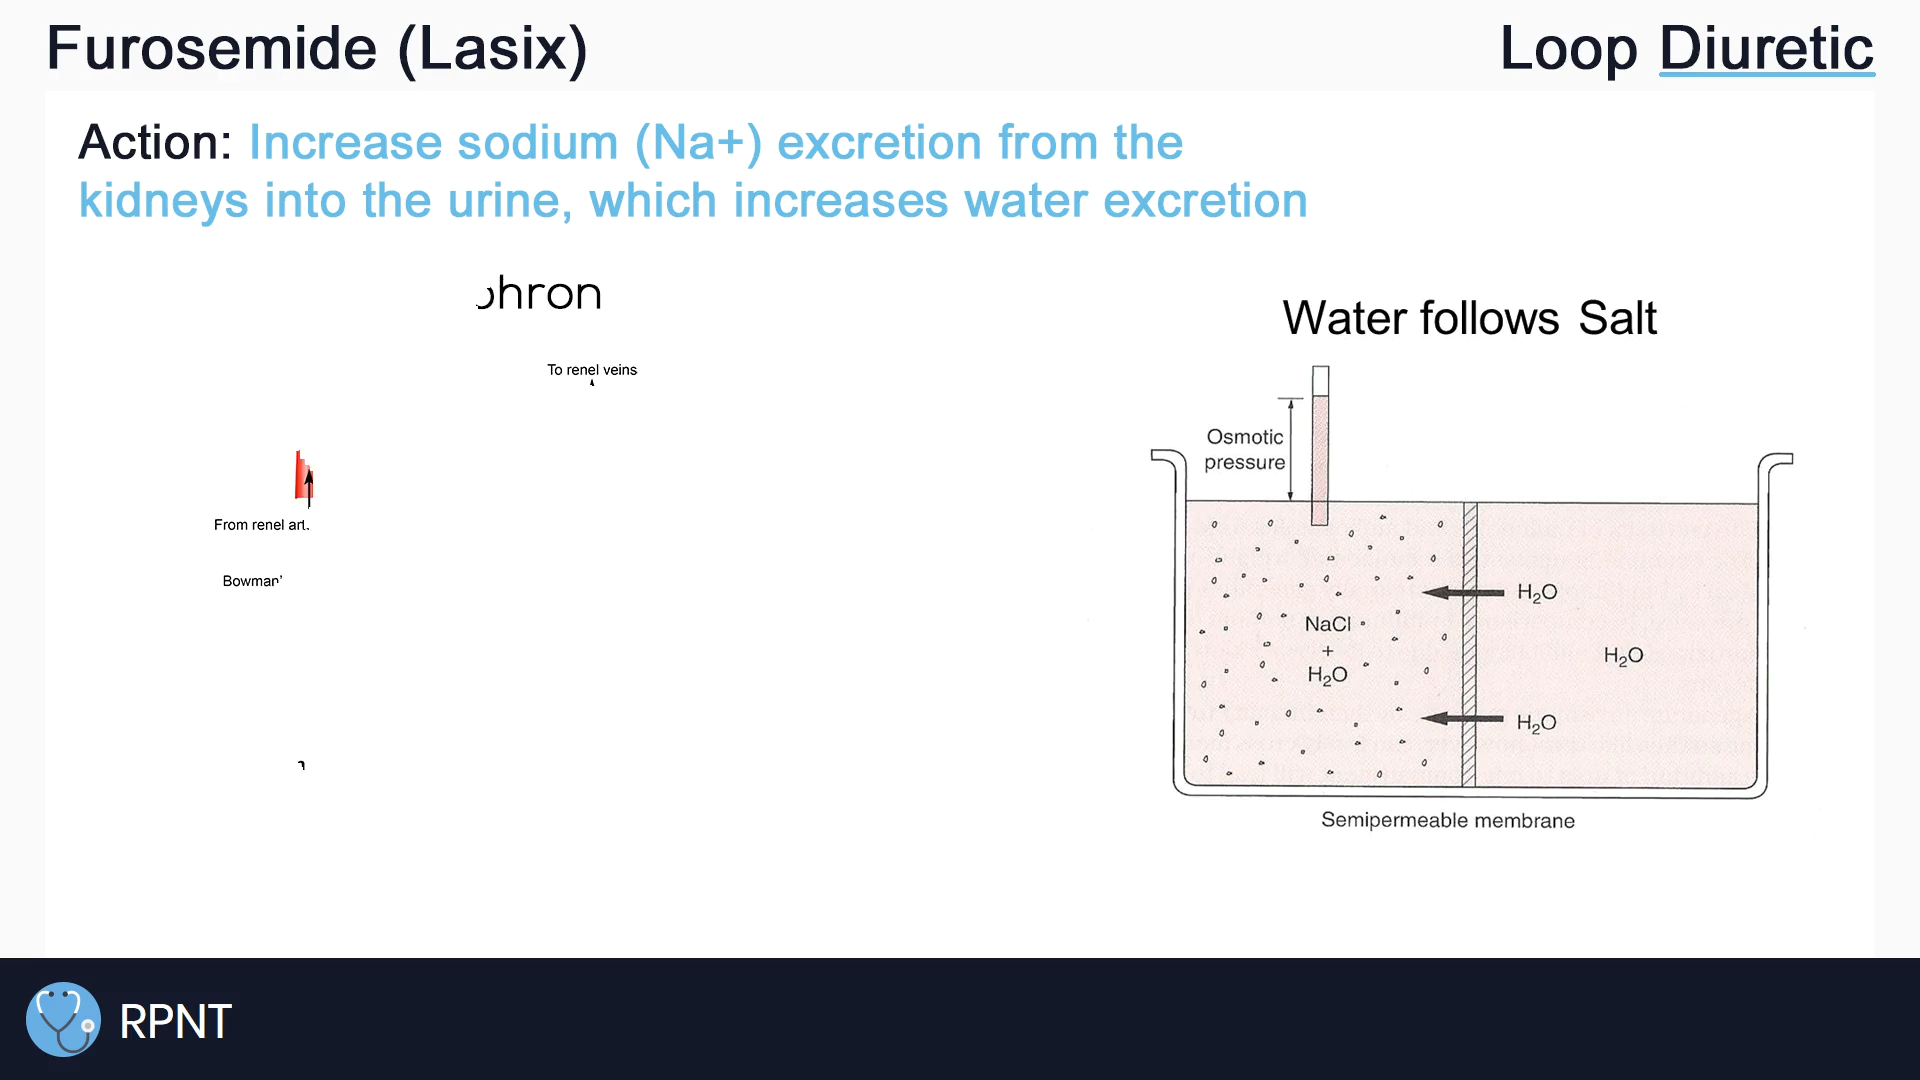 Furosemide (Lasix)
Loop Diuretic
Action: Increase sodium (Na+) excretion from the
kidneys into the urine, which increases water excretion
To renel veins
From renel art.
Water follows Salt
Osmotic
pressure
H₂O
NaCl
+
H₂O
H₂O
H₂O
Semipermeable membrane
RPNT